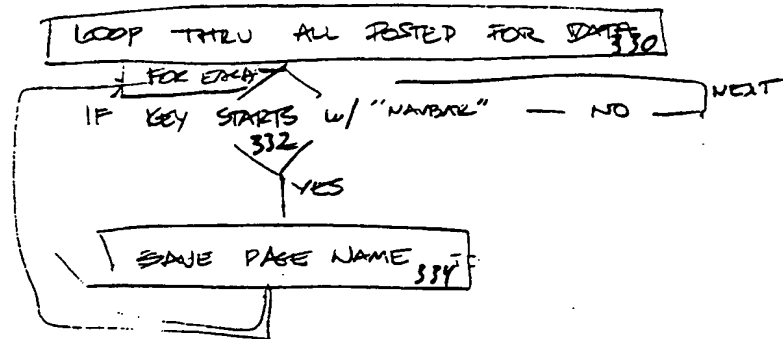 LOOP THRU ALL POSTED FOR DATA 330
FOR EACH
NEXT
IF KEY STARTS W/ "NAVBAR" — NO
332
YES
SAVE PAGE NAME 334